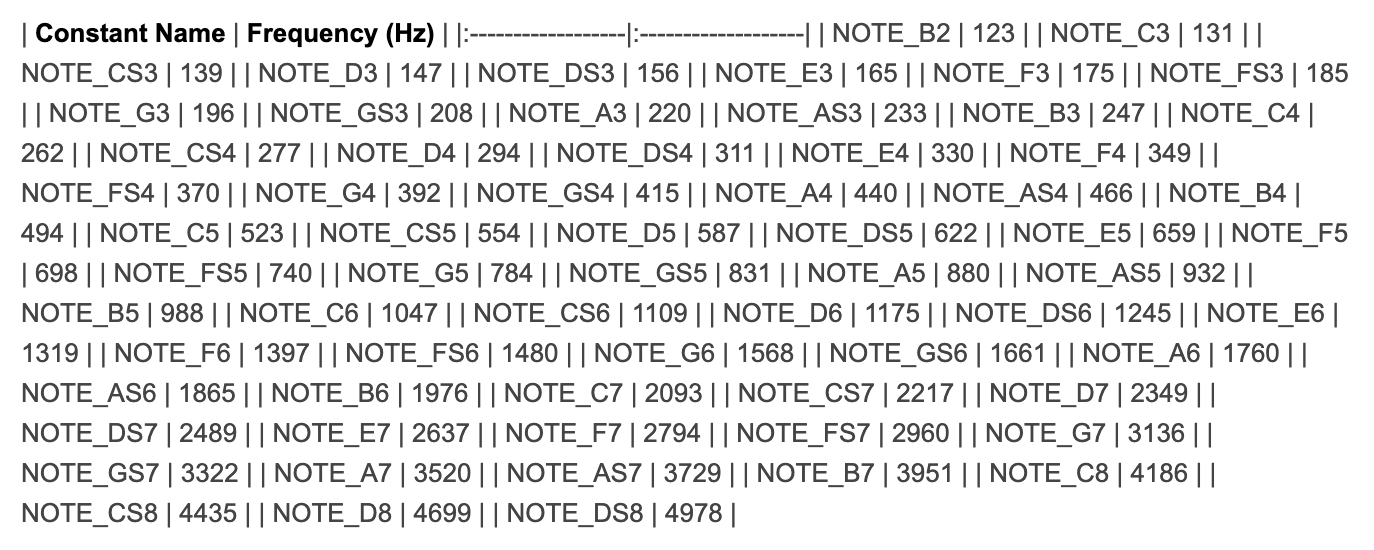 | Constant Name | Frequency (Hz) | |:------------------|:-------------------| | NOTE_B2 | 123 | | NOTE_C3 | 131 | |
NOTE_CS3 | 139 | | NOTE_D3 | 147 | | NOTE_DS3 | 156 | | NOTE_E3 | 165 | | NOTE_F3 | 175 | | NOTE_FS3 | 185
| | NOTE_G3 | 196 | | NOTE_GS3 | 208 | | NOTE_A3 | 220 | | NOTE_AS3 | 233 | | NOTE_B3 | 247 | | NOTE_C4 |
262 | | NOTE_CS4 | 277 | | NOTE_D4 | 294 | | NOTE_DS4 | 311 | | NOTE_E4 | 330 | | NOTE_F4 | 349 | |
NOTE_FS4 | 370 | | NOTE_G4 | 392 | | NOTE_GS4 | 415 | | NOTE_A4 | 440 | | NOTE_AS4 | 466 | | NOTE_B4 |
494 | | NOTE_C5 | 523 | | NOTE_CS5 | 554 | | NOTE_D5 | 587 | | NOTE_DS5 | 622 | | NOTE_E5 | 659 | | NOTE_F5
| 698 | | NOTE_FS5 | 740 | | NOTE_G5 | 784 | | NOTE_GS5 | 831 | | NOTE_A5 | 880 | | NOTE_AS5 | 932 | |
NOTE_B5 | 988 | | NOTE_C6 | 1047 | | NOTE_CS6 | 1109 | | NOTE_D6 | 1175 | | NOTE_DS6 | 1245 | | NOTE_E6 |
1319 | | NOTE_F6 | 1397 | | NOTE_FS6 | 1480 | | NOTE_G6 | 1568 | | NOTE_GS6 | 1661 | | NOTE_A6 | 1760 | |
NOTE_AS6 | 1865 | | NOTE_B6 | 1976 | | NOTE_C7 | 2093 | | NOTE_CS7 | 2217 | | NOTE_D7 | 2349 | |
NOTE_DS7 | 2489 | | NOTE_E7 | 2637 | | NOTE_F7 | 2794 | | NOTE_FS7 | 2960 | | NOTE_G7 | 3136 | |
NOTE_GS7 | 3322 | | NOTE_A7 | 3520 | | NOTE_AS7 | 3729 | | NOTE_B7 | 3951 | | NOTE_C8 | 4186 | |
NOTE_CS8 | 4435 | | NOTE_D8 | 4699 | | NOTE_DS8 | 4978 |